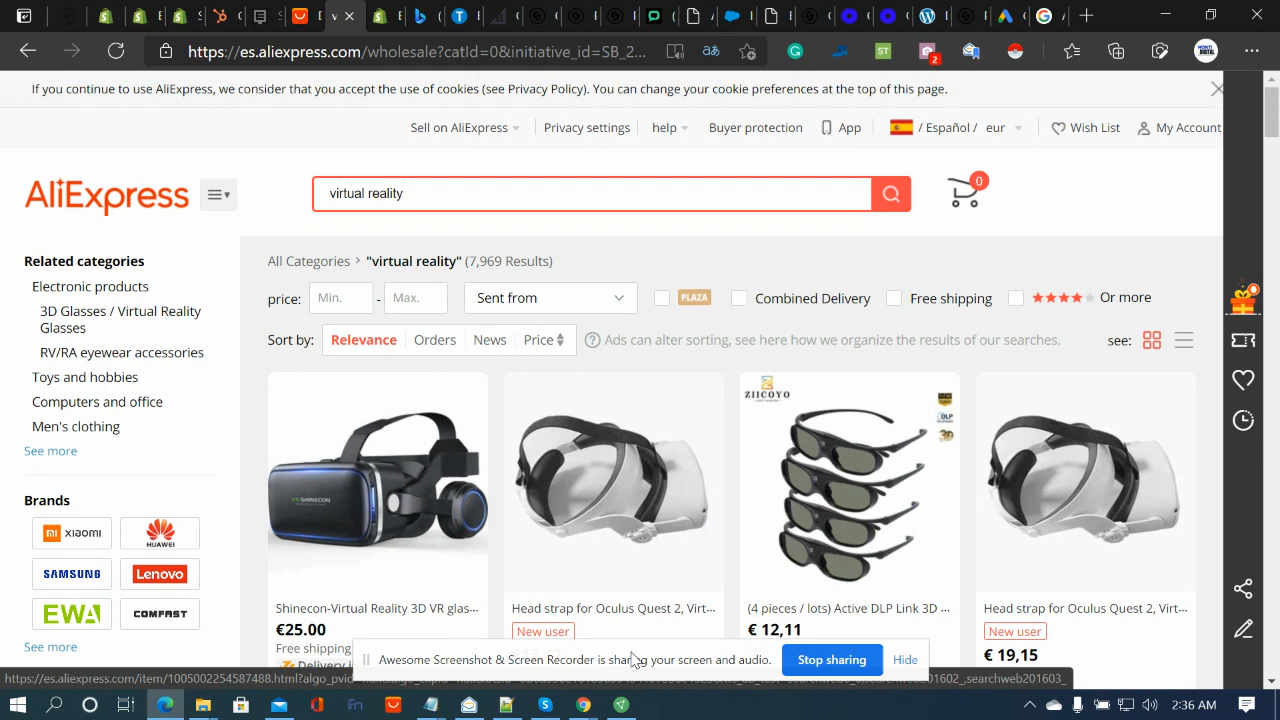 https://es.aliexpress.com/wholesale?catId=0&initiative_id=SB_2...
2
If you continue to use AliExpress, we consider that you accept the use of cookies (see Privacy Policy). You can change your cookie preferences at the top of this page.
Sell on AliExpress
Privacy settings
help
Buyer protection
App
/ Español / eur
Wish List
My Account
AliExpress
virtual reality
0
Related categories
Electronic products
3D Glasses / Virtual Reality
Glasses
RV/RA eyewear accessories
Toys and hobbies
Computers and office
Men's clothing
See more
Brands
mi xiaomi
HUAWEI
SAMSUNG
Lenovo
EWA
COMFAST
See more
All Categories > "virtual reality" (7,969 Results)
price: Min. - Max.
Sent from
PLAZA
Combined Delivery
Free shipping
Or more
Sort by: Relevance Orders News Price
Ads can alter sorting, see here how we organize the results of our searches.
see:
VR SHINECON
Shinecon-Virtual Reality 3D VR glas...
€25.00
Free shipping
Head strap for Oculus Quest 2, Virt...
New user
ZIICOYO
DLP
3D
(4 pieces / lots) Active DLP Link 3D ...
€ 12,11
Head strap for Oculus Quest 2, Virt...
New user
€ 19,15
Awesome Screenshot & Screen Recorder is sharing your screen and audio.
Stop sharing
Hide
2:36 AM